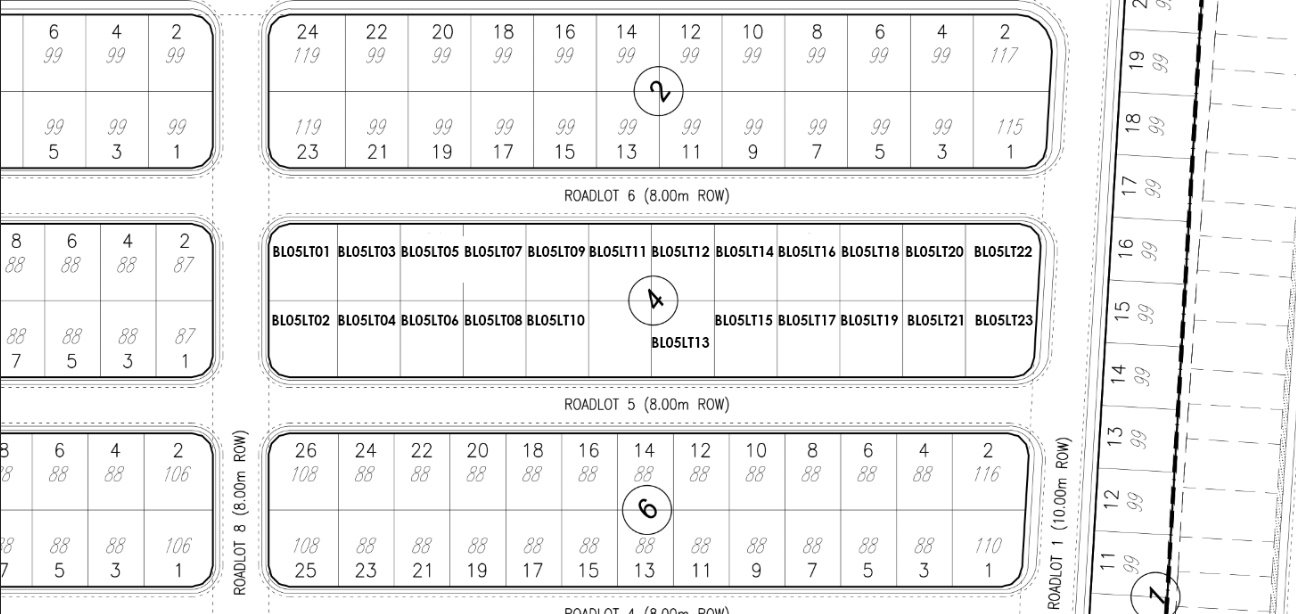 6 4 2 24 22 20 18 16 14 12 10 8 6 4 2
99 99 99 119 99 99 99 99 99 99 99 99 99 99 117
2
99 99 99 119 99 99 99 99 99 99 99 99 99 99 115
5 3 1 23 21 19 17 15 13 11 9 7 5 3 1
ROADLOT 6 (8.00m ROW)
8 6 4 2
88 88 88 87
88 88 88 87
7 5 3 1
BL05LT01 BL05LT03 BL05LT05 BL05LT07 BL05LT09 BL05LT11 BL05LT12 BL05LT14 BL05LT16 BL05LT18 BL05LT20 BL05LT22
4
BL05LT02 BL05LT04 BL05LT06 BL05LT08 BL05LT10 BL05LT15 BL05LT17 BL05LT19 BL05LT21 BL05LT23
BL05LT13
ROADLOT 5 (8.00m ROW)
8 6 4 2 26 24 22 20 18 16 14 12 10 8 6 4 2
88 88 88 106 108 88 88 88 88 88 88 88 88 88 88 88 116
6
88 88 88 106 108 88 88 88 88 88 88 88 88 88 88 88 110
7 5 3 1 25 23 21 19 17 15 13 11 9 7 5 3 1
ROADLOT 8 (8.00m ROW)
ROADLOT 1 (10.00m ROW)
ROADLOT 4 (8.00m ROW)
19 99
18 99
17 99
16 99
15 99
14 99
13 99
12 99
11 99
7